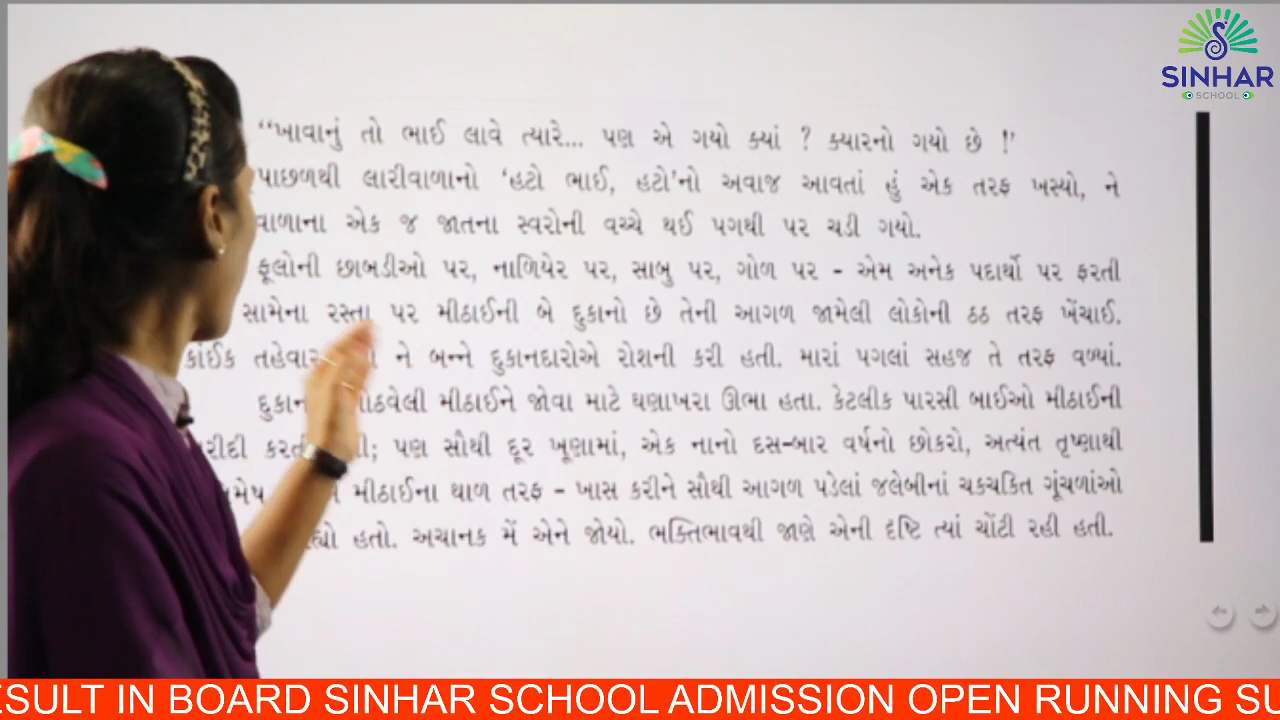 SINHAR
SCHOOL
“ખાવાનું તો ભાઈ લાવે ત્યારે... પણ એ ગયો ક્યાં ? ક્યારનો ગયો છે !’
પાછળથી લારીવાળાનો ‘હટો ભાઈ, હટો’નો અવાજ આવતાં હું એક તરફ ખસ્યો, ને
વાળાના એક જ જાતના સ્વરોની વચ્ચે થઈ પગથી પર ચડી ગયો.
ફૂલોની છાબડીઓ પર, નાળિયેર પર, સાબુ પર, ગોળ પર - એમ અનેક પદાર્થો પર ફરતી
સામેના રસ્તા પર મીઠાઈની બે દુકાનો છે તેની આગળ જામેલી લોકોની ઠઠ તરફ ખેંચાઈ.
કાંઈક તહેવાર ને બન્ને દુકાનદારોએ રોશની કરી હતી. મારાં પગલાં સહજ તે તરફ વળ્યાં.
મીઠાઈને જોવા માટે ઘણાખરા ઊભા હતા. કેટલીક પારસી બાઈઓ મીઠાઈની
પણ સૌથી દૂર ખૂણામાં, એક નાનો દસ-બાર વર્ષનો છોકરો, અત્યંત તૃષ્ણાથી
મીઠાઈના થાળ તરફ - ખાસ કરીને સૌથી આગળ પડેલાં જલેબીનાં ચકચકિત ગૂંચળાંઓ
હતો. અચાનક મેં એને જોયો. ભક્તિભાવથી જાણે એની દૃષ્ટિ ત્યાં ચોંટી રહી હતી.
ESULT IN BOARD SINHAR SCHOOL ADMISSION OPEN RUNNING SU